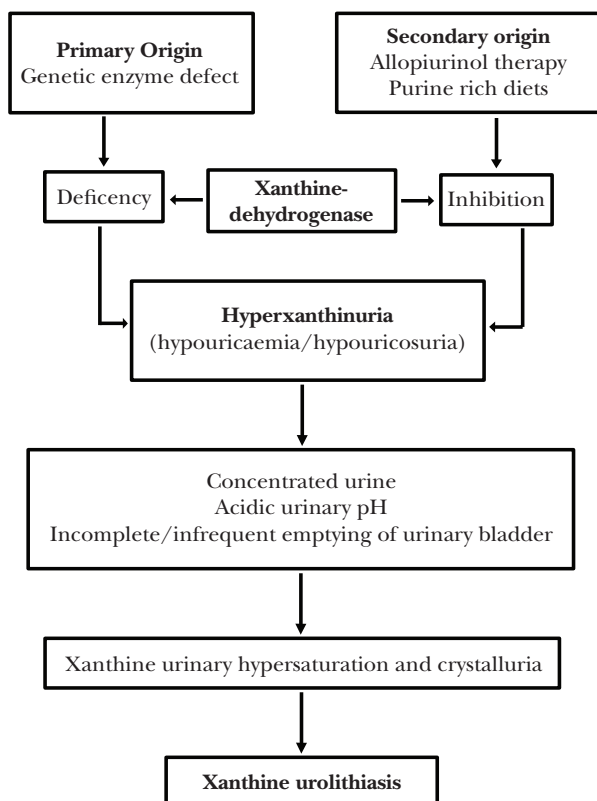 Primary Origin
Genetic enzyme defect
Secondary origin
Allopiurinol therapy
Purine rich diets
Deficency
Xanthine-
dehydrogenase
Inhibition
Hyperxanthinuria
(hypouricaemia/hypouricosuria)
Concentrated urine
Acidic urinary pH
Incomplete/infrequent emptying of urinary bladder
Xanthine urinary hypersaturation and crystalluria
Xanthine urolithiasis